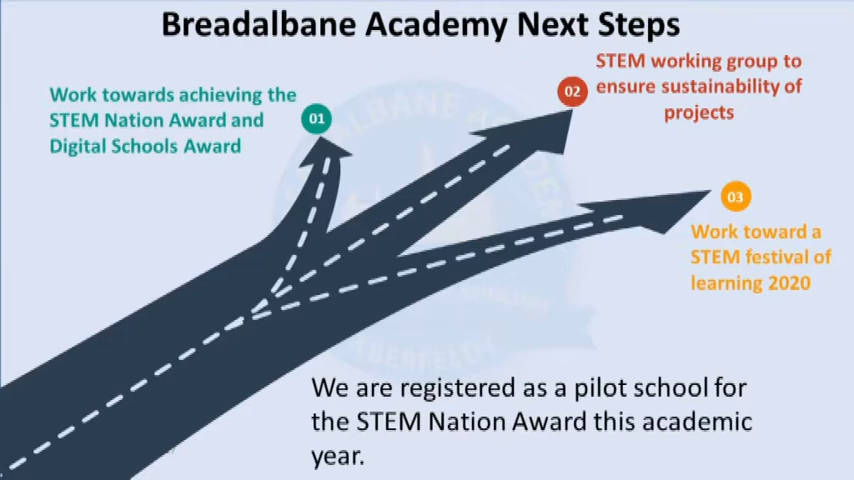 Breadalbane Academy Next Steps
Work towards achieving the
STEM Nation Award and
Digital Schools Award
01
02
STEM working group to
ensure sustainability of
projects
03
Work toward a
STEM festival of
learning 2020
We are registered as a pilot school for
the STEM Nation Award this academic
year.